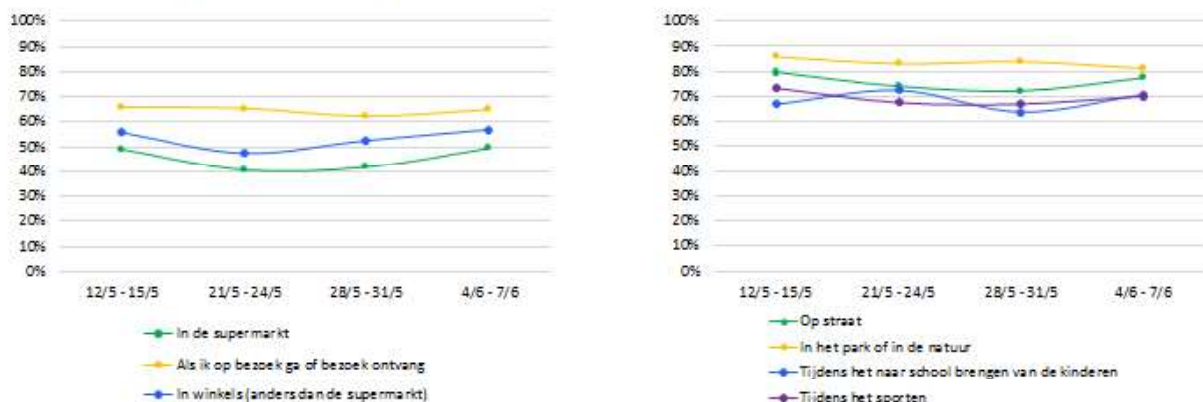 100%
90%
80%
70%
60%
50%
40%
30%
20%
10%
0%
12/5 - 15/5 21/5 - 24/5 28/5 - 31/5 4/6 - 7/6
In de supermarkt
Als ik op bezoek ga of bezoek ontvang
In winkels (anders dan de supermarkt)
100%
90%
80%
70%
60%
50%
40%
30%
20%
10%
0%
12/5 - 15/5 21/5 - 24/5 28/5 - 31/5 4/6 - 7/6
Op straat
In het park of in de natuur
Tijdens het naar school brengen van de kinderen
Tijdens het sporten